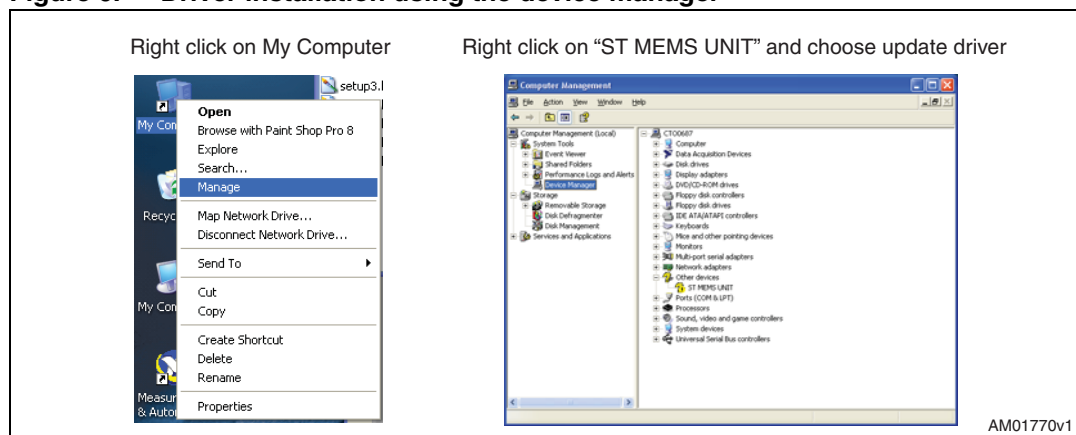 Right click on My Computer
Right click on “ST MEMS UNIT” and choose update driver
setup3.l
My Con
Recyc
My Con
Measur
& Auto
Open
Browse with Paint Shop Pro 8
Explore
Search...
Manage
Map Network Drive...
Disconnect Network Drive...
Send To
Cut
Copy
Create Shortcut
Delete
Rename
Properties
Computer Management
File Action View Window Help
Computer Management (Local)
System Tools
Event Viewer
Shared Folders
Performance Logs and Alerts
Device Manager
Storage
Removable Storage
Disk Defragmenter
Disk Management
Services and Applications
CTO0687
Computer
Data Acquisition Devices
Disk drives
Display adapters
DVD/CD-ROM drives
Floppy disk controllers
Floppy disk drives
IDE ATA/ATAPI controllers
Keyboards
Mice and other pointing devices
Monitors
Multi-port serial adapters
Network adapters
Other devices
ST MEMS UNIT
Ports (COM & LPT)
Processors
Sound, video and game controllers
System devices
Universal Serial Bus controllers
AM01770v1